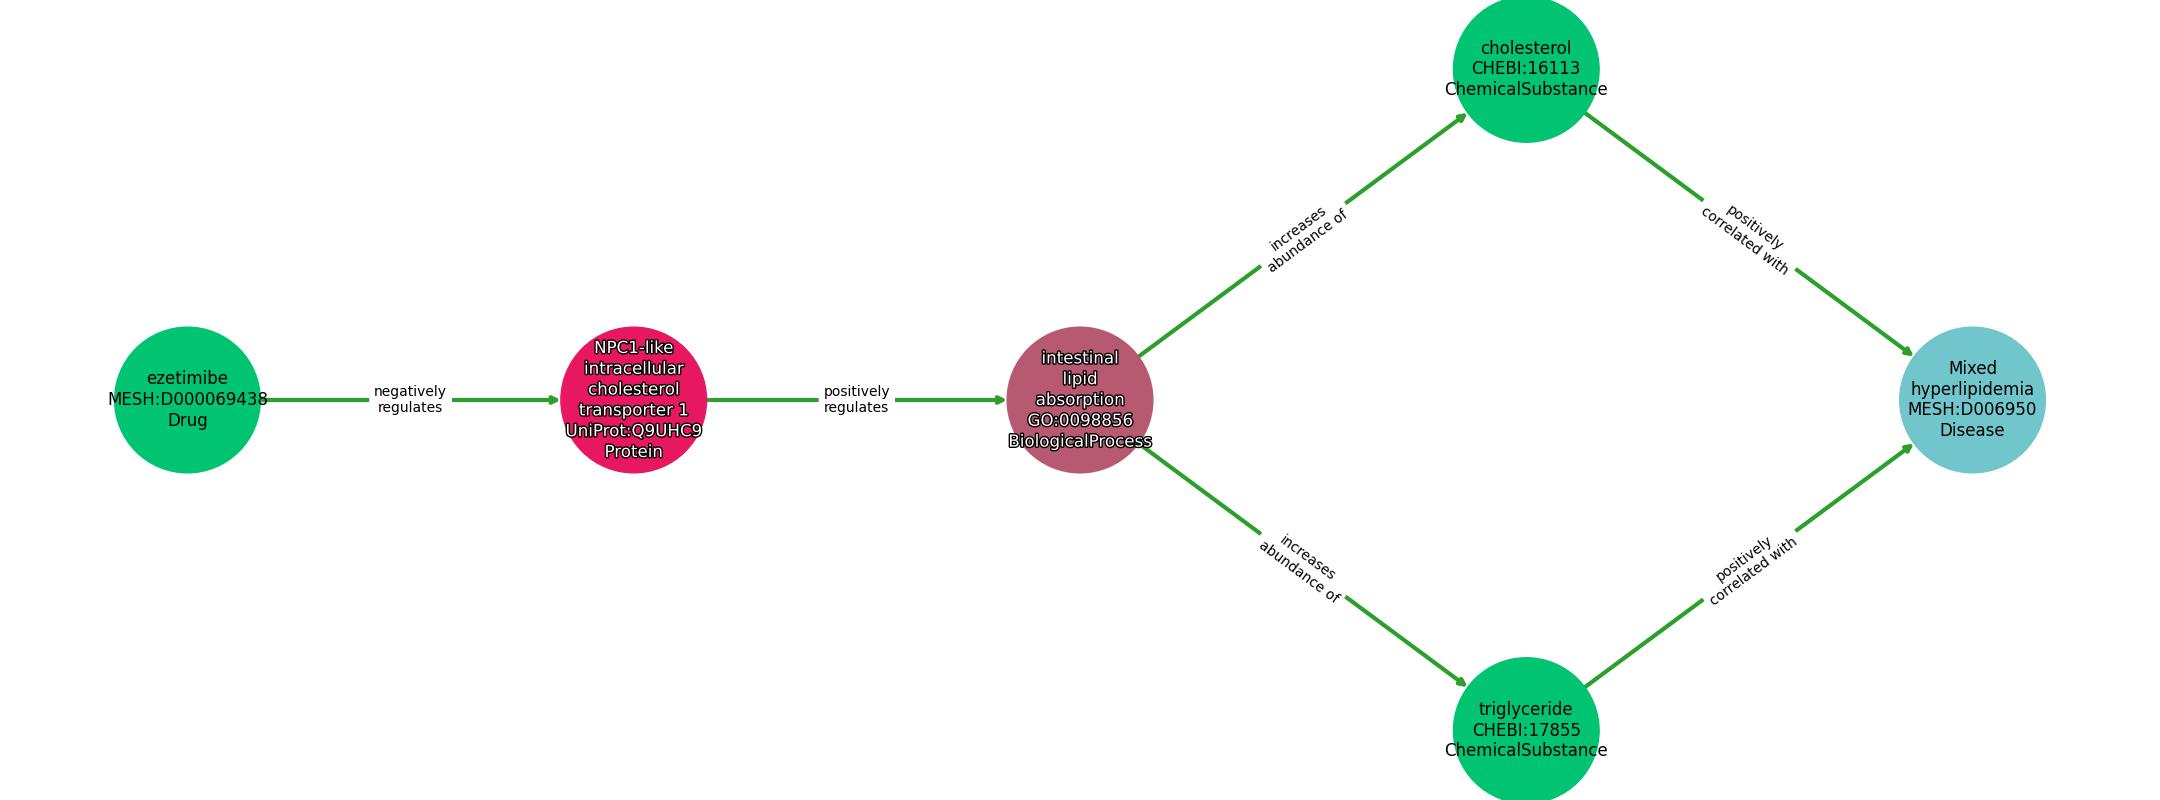 cholesterol
CHEBI:16113
ChemicalSubstance
increases
abundance of
positively
correlated with
ezetimibe
MESH:D000069438
Drug
negatively
regulates
NPC1-like
intracellular
cholesterol
transporter 1
UniProt:Q9UHC9
Protein
positively
regulates
intestinal
lipid
absorption
GO:0098856
BiologicalProcess
Mixed
hyperlipidemia
MESH:D006950
Disease
increases
abundance of
positively
correlated with
triglyceride
CHEBI:17855
ChemicalSubstance